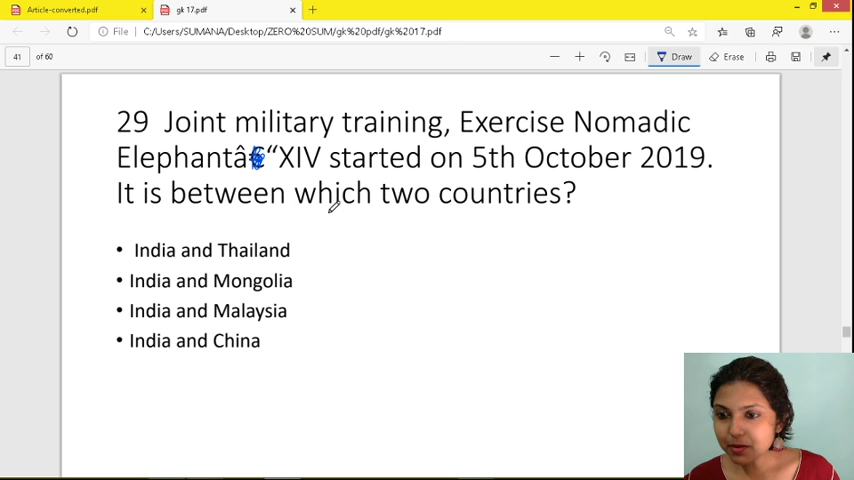 Article-converted.pdf
gk 17.pdf
File
C:/Users/SUMANA/Desktop/ZERO%20SUM/gk%20pdf/gk%2017.pdf
41 of 60
Draw
Erase
29 Joint military training, Exercise Nomadic
Elephantâ€“XIV started on 5th October 2019.
It is between which two countries?
• India and Thailand
• India and Mongolia
• India and Malaysia
• India and China